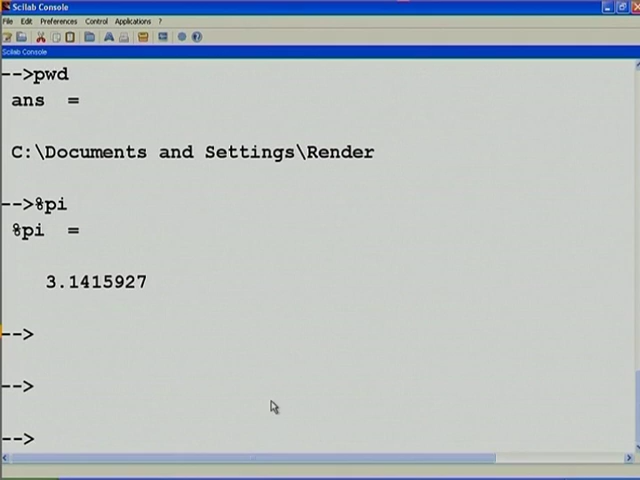 Scilab Console
File Edit Preferences Control Applications ?
Scilab Console
-->pwd
ans =
C:\Documents and Settings\Render
-->%pi
%pi =
3.1415927
-->
-->
-->